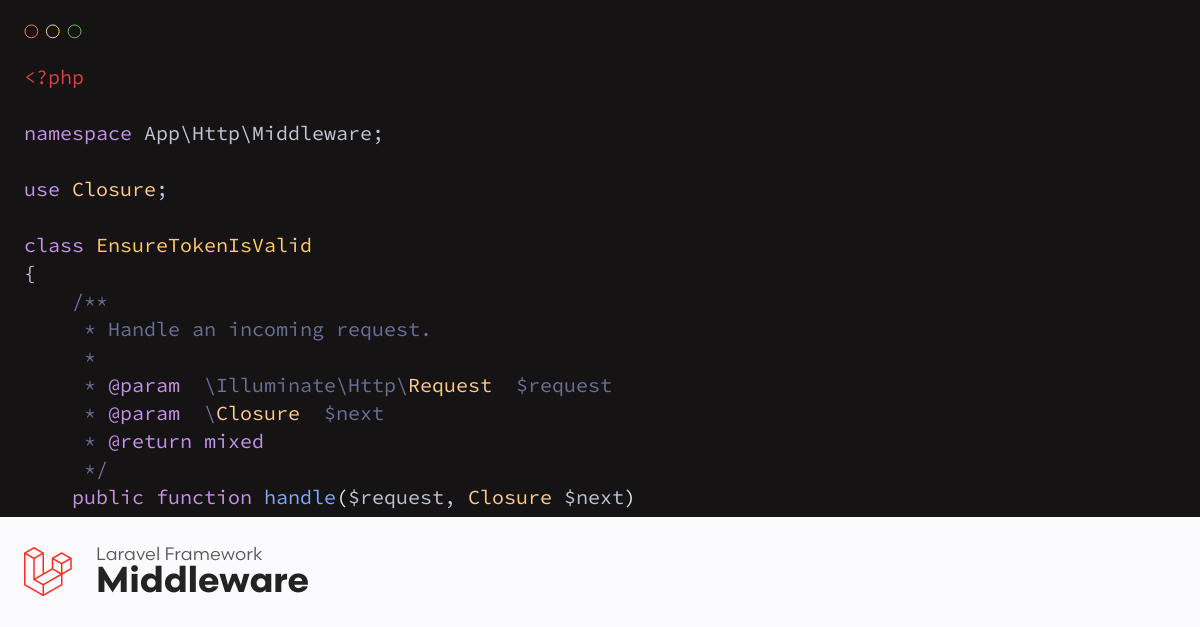 <?php
namespace App\Http\Middleware;
use Closure;
class EnsureTokenIsValid
{
    /**
     * Handle an incoming request.
     *
     * @param  \Illuminate\Http\Request  $request
     * @param  \Closure  $next
     * @return mixed
     */
    public function handle($request, Closure $next)
Laravel Framework
Middleware